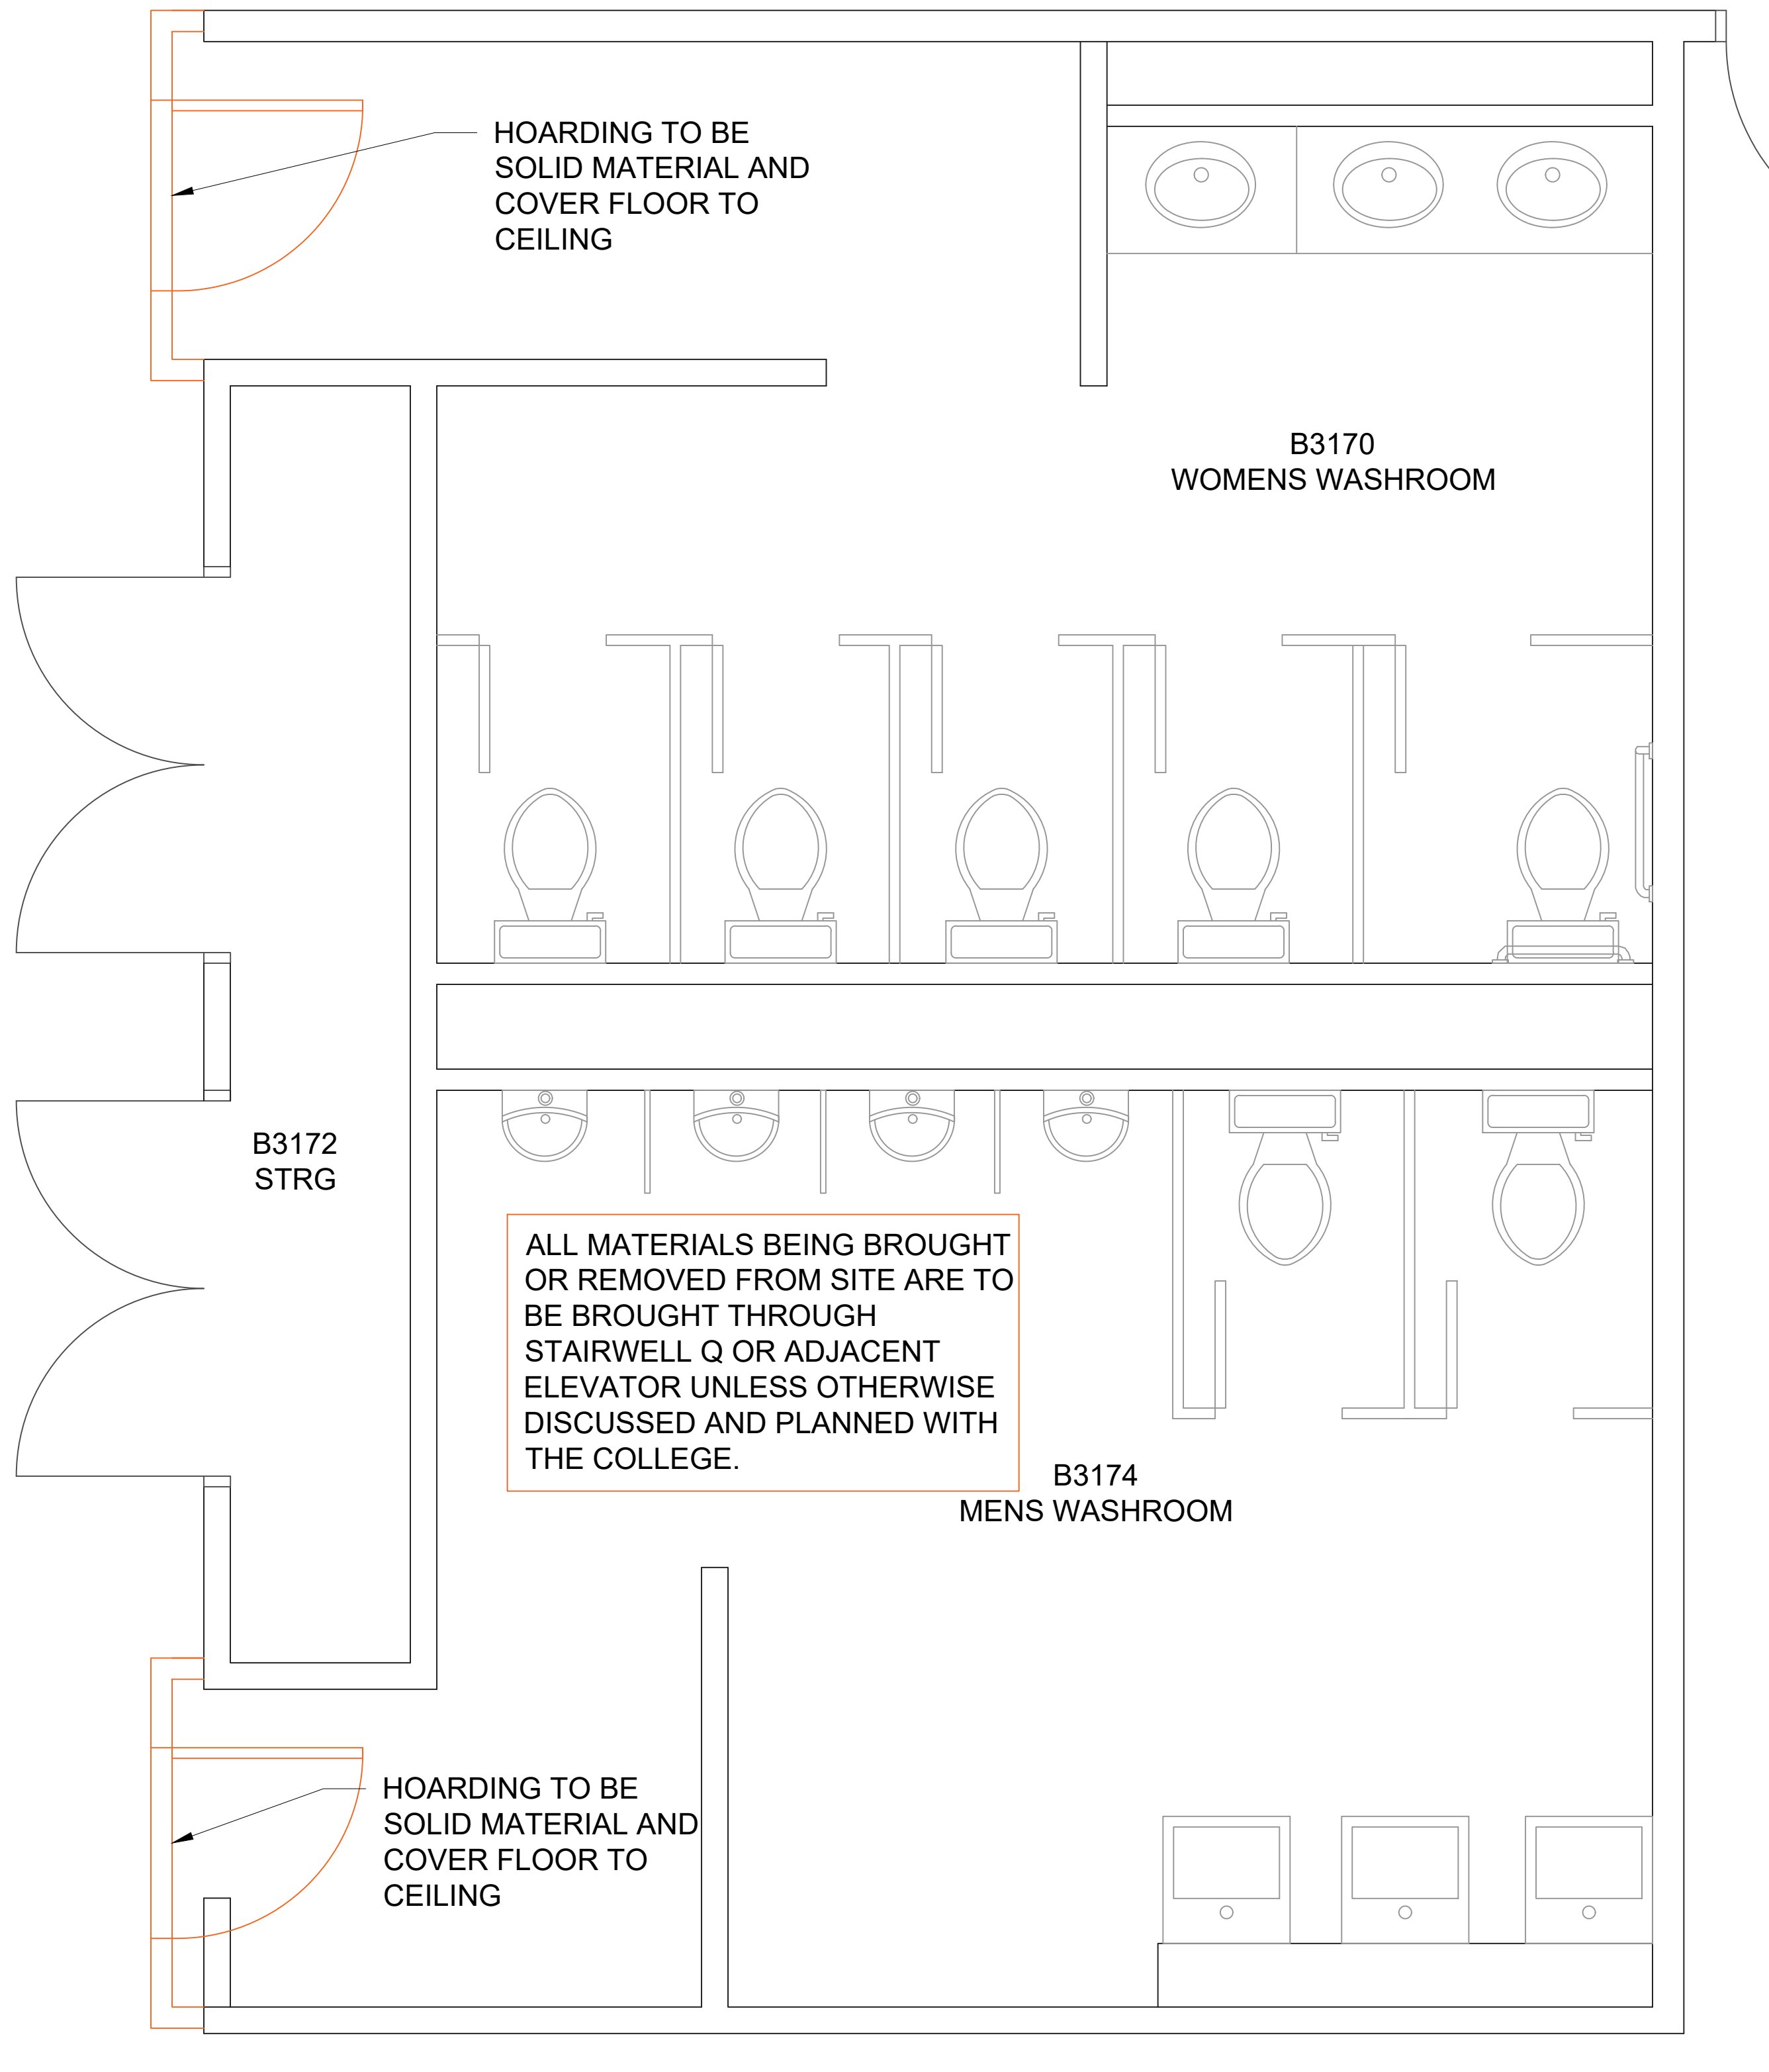 HOARDING TO BE
SOLID MATERIAL AND
COVER FLOOR TO
CEILING
B3170
WOMENS WASHROOM
B3172
STRG
ALL MATERIALS BEING BROUGHT
OR REMOVED FROM SITE ARE TO
BE BROUGHT THROUGH
STAIRWELL Q OR ADJACENT
ELEVATOR UNLESS OTHERWISE
DISCUSSED AND PLANNED WITH
THE COLLEGE.
B3174
MENS WASHROOM
HOARDING TO BE
SOLID MATERIAL AND
COVER FLOOR TO
CEILING